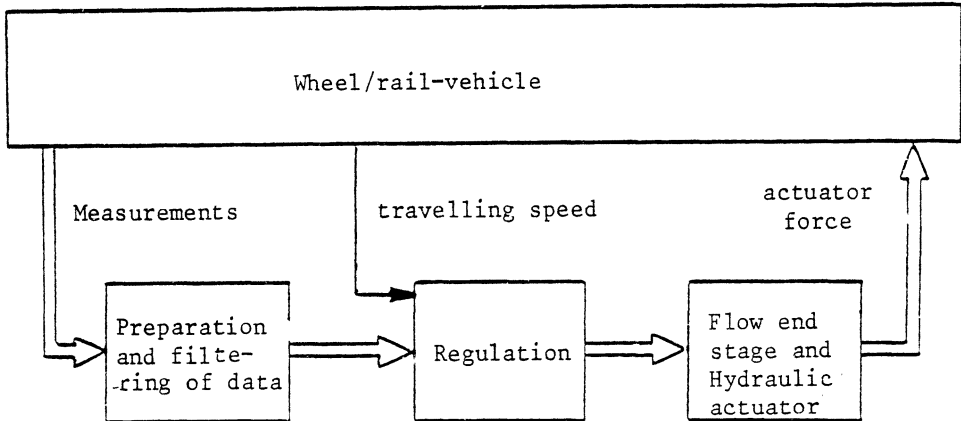 Wheel/rail-vehicle
Measurements
travelling speed
actuator
force
Preparation
and filte-
ring of data
Regulation
Flow end
stage and
Hydraulic
actuator